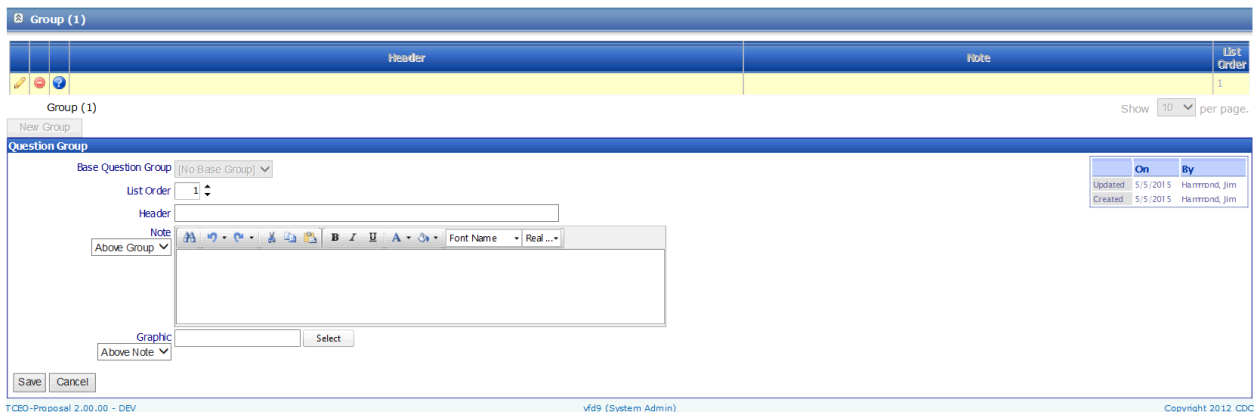 Group (1)
Header Note List Order
1
Group (1) Show 10 per page.
New Group
Question Group
Base Question Group [No Base Group]
On By
Updated 5/5/2015 Hammond, Jim
Created 5/5/2015 Hammond, Jim
List Order 1
Header
Note
Above Group
B I U A Font Name Real ...
Graphic Select
Above Note
Save Cancel
TCEO-Proposal 2.00.00 - DEV vfd9 (System Admin) Copyright 2012 CDC